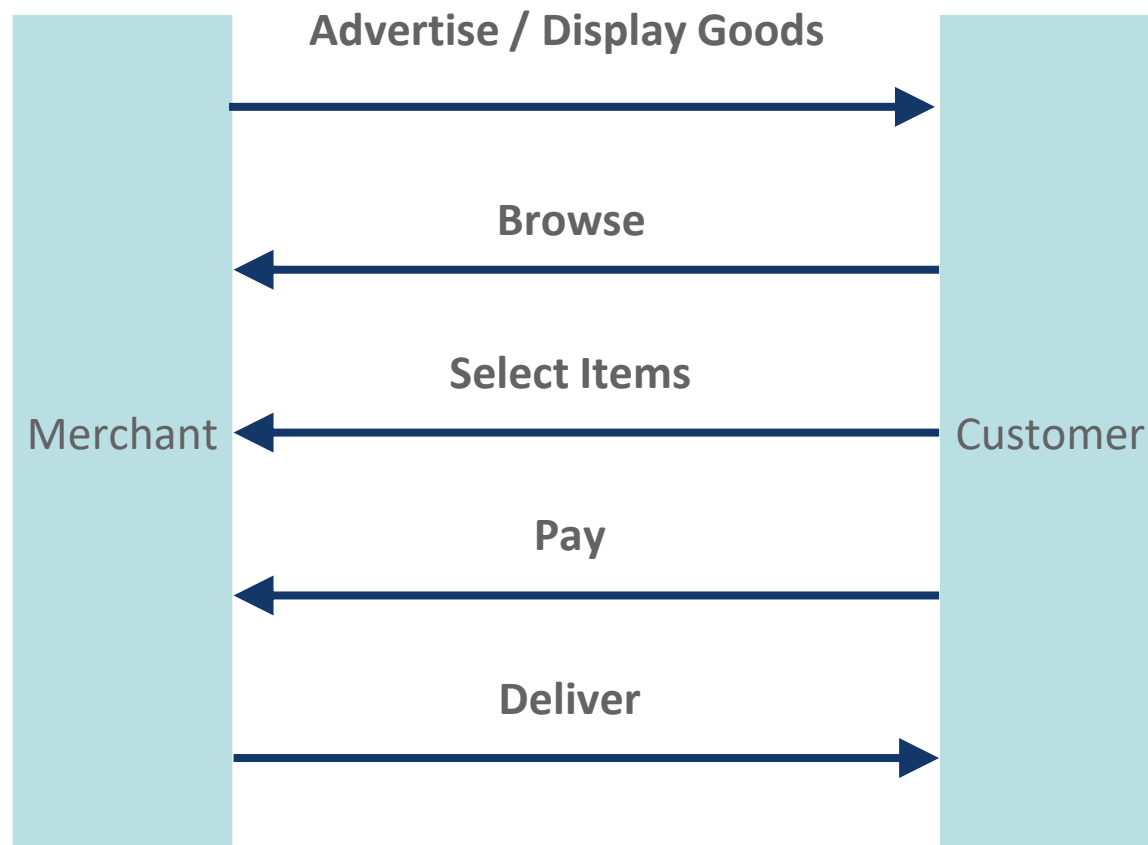 Advertise / Display Goods
Browse
Select Items
Merchant
Customer
Pay
Deliver